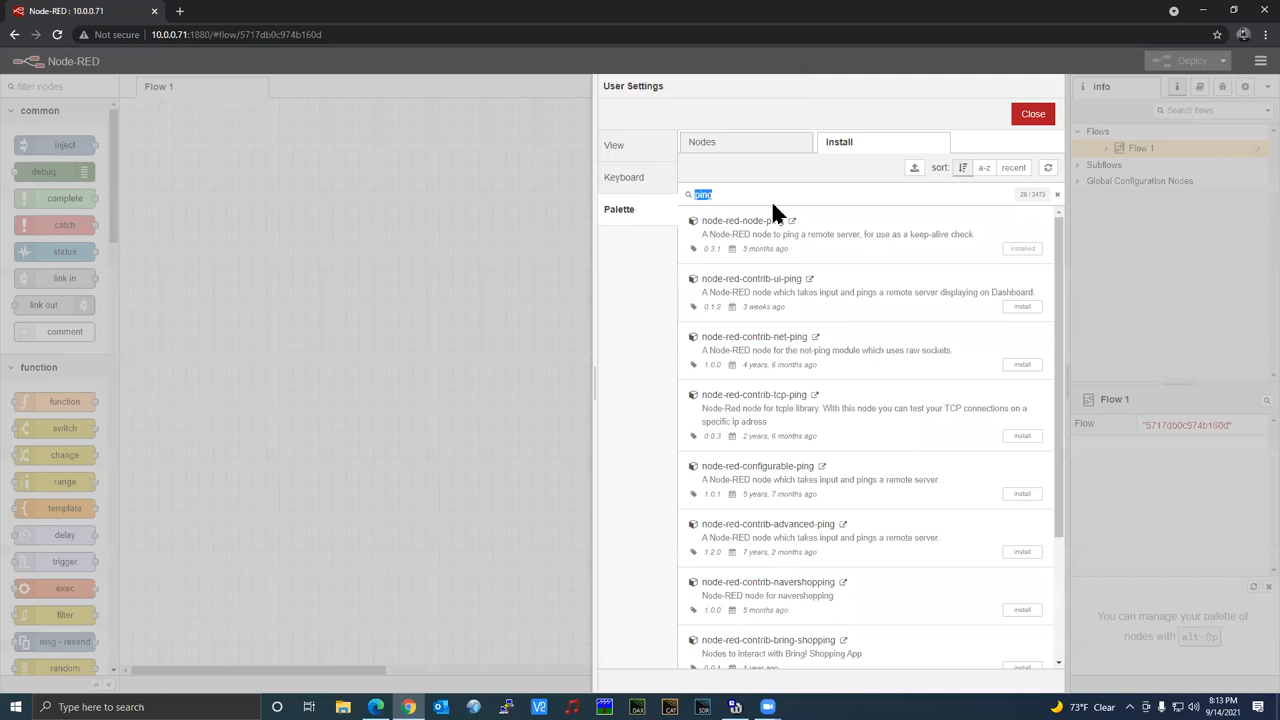 Node-RED : 10.0.0.71
Not secure | 10.0.0.71:1880/#flow/5717db0c974b160d
Node-RED
Deploy
filter nodes
common
inject
debug
complete
catch
status
link in
link out
comment
function
function
switch
change
range
template
delay
trigger
exec
filter
msg - resend
random
Flow 1
User Settings
Close
View
Keyboard
Palette
Nodes
Install
sort:
a-z
recent
ping
29 / 3473
node-red-node-p
A Node-RED node to ping a remote server, for use as a keep-alive check.
0.3.1 5 months ago
installed
node-red-contrib-ui-ping
A Node-RED node which takes input and pings a remote server displaying on Dashboard.
0.1.2 3 weeks ago
install
node-red-contrib-net-ping
A Node-RED node for the net-ping module which uses raw sockets.
1.0.0 4 years, 6 months ago
install
node-red-contrib-tcp-ping
Node-Red node for tcpie library. With this node you can test your TCP connections on a
specific ip adress
0.0.3 2 years, 6 months ago
install
node-red-configurable-ping
A Node-RED node which takes input and pings a remote server.
1.0.1 5 years, 7 months ago
install
node-red-contrib-advanced-ping
A Node-RED node which takes input and pings a remote server.
1.2.0 7 years, 2 months ago
install
node-red-contrib-navershopping
Node-RED node for navershopping
1.0.0 5 months ago
install
node-red-contrib-bring-shopping
Nodes to interact with Bring! Shopping App
0.0.1 1 year ago
install
info
Search flows
Flows
Flow 1
Subflows
Global Configuration Nodes
Flow 1
Flow "5717db0c974b160d"
You can manage your palette
of nodes with alt-⇧p
Type here to search
DAX
CAT
SDR
73°F Clear
8:13 PM
9/14/2021